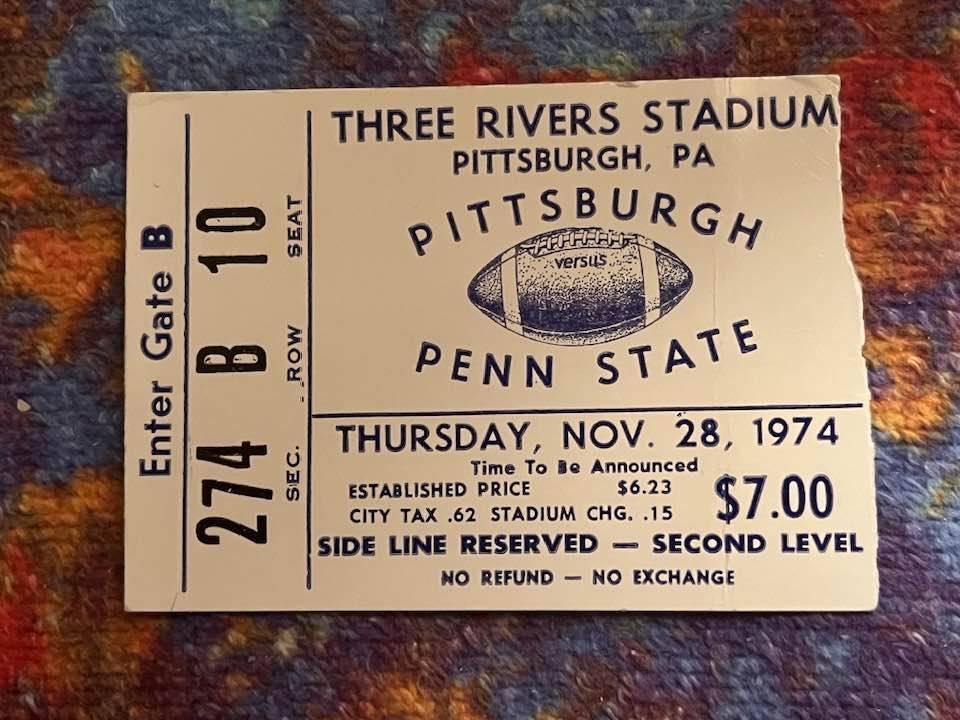 Enter Gate B
274 B 10
SEC. ROW SEAT
THREE RIVERS STADIUM
PITTSBURGH, PA
PITTSBURGH
versus
PENN STATE
THURSDAY, NOV. 28, 1974
Time To Be Announced
ESTABLISHED PRICE $6.23
CITY TAX .62 STADIUM CHG. .15
$7.00
SIDE LINE RESERVED — SECOND LEVEL
NO REFUND — NO EXCHANGE